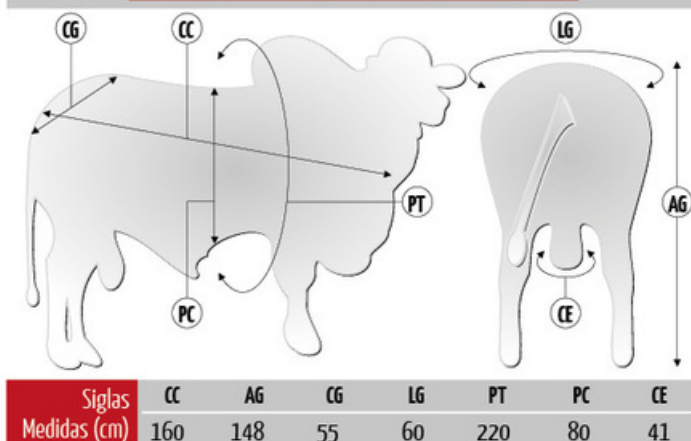 CG
CC
LG
PT
AG
PC
CE
Siglas CC AG CG LG PT PC CE
Medidas (cm) 160 148 55 60 220 80 41